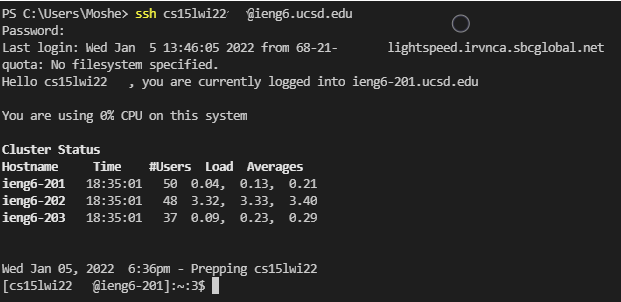 PS C:\Users\Moshe> ssh cs15lwi22 @ieng6.ucsd.edu
Password:
Last login: Wed Jan  5 13:46:05 2022 from 68-21- lightspeed.irvnca.sbcglobal.net
quota: No filesystem specified.
Hello cs15lwi22 , you are currently logged into ieng6-201.ucsd.edu
You are using 0% CPU on this system
Cluster Status
Hostname Time #Users Load Averages
ieng6-201 18:35:01 50 0.04, 0.13, 0.21
ieng6-202 18:35:01 48 3.32, 3.33, 3.40
ieng6-203 18:35:01 37 0.09, 0.23, 0.29
Wed Jan 05, 2022 6:36pm - Prepping cs15lwi22
[cs15lwi22 @ieng6-201]:~:3$